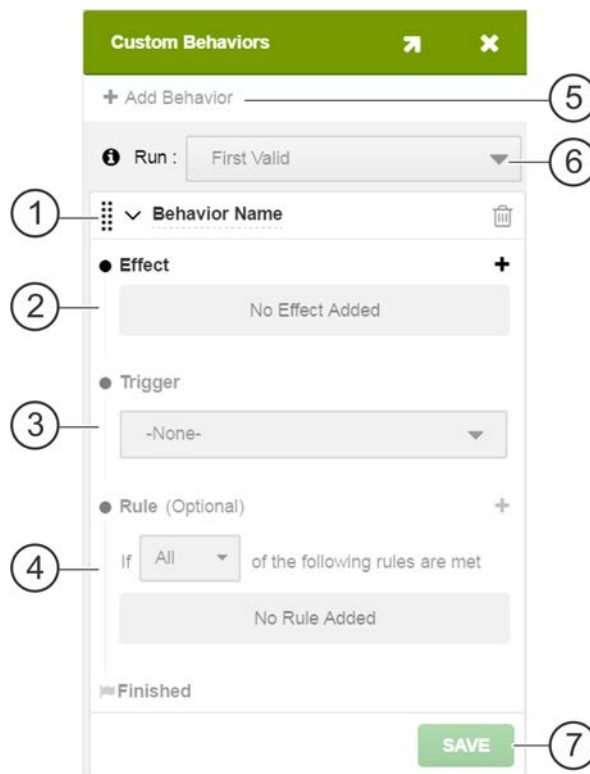 Custom Behaviors
+ Add Behavior
5
Run : First Valid
6
1
Behavior Name
Effect +
2
No Effect Added
Trigger
3
-None-
Rule (Optional) +
4
If All of the following rules are met
No Rule Added
Finished
SAVE
7